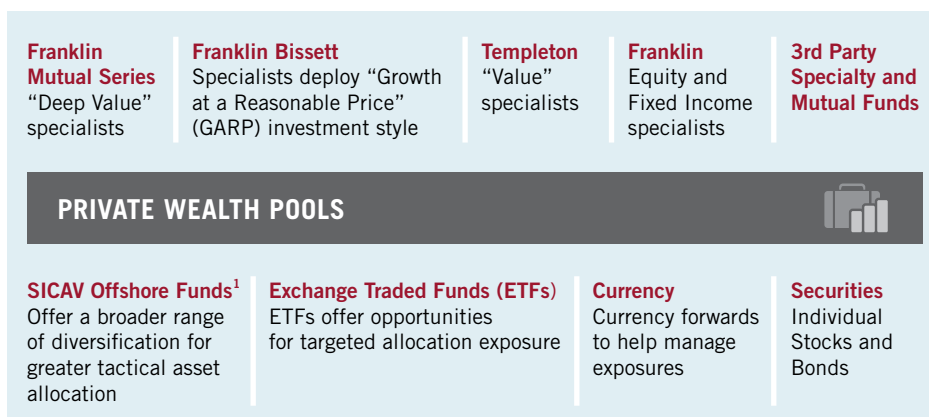 Franklin
Mutual Series
“Deep Value”
specialists
Franklin Bissett
Specialists deploy “Growth
at a Reasonable Price”
(GARP) investment style
Templeton
“Value”
specialists
Franklin
Equity and
Fixed Income
specialists
3rd Party
Specialty and
Mutual Funds
PRIVATE WEALTH POOLS
SICAV Offshore Funds¹
Offer a broader range
of diversification for
greater tactical asset
allocation
Exchange Traded Funds (ETFs)
ETFs offer opportunities
for targeted allocation exposure
Currency
Currency forwards
to help manage
exposures
Securities
Individual
Stocks and
Bonds